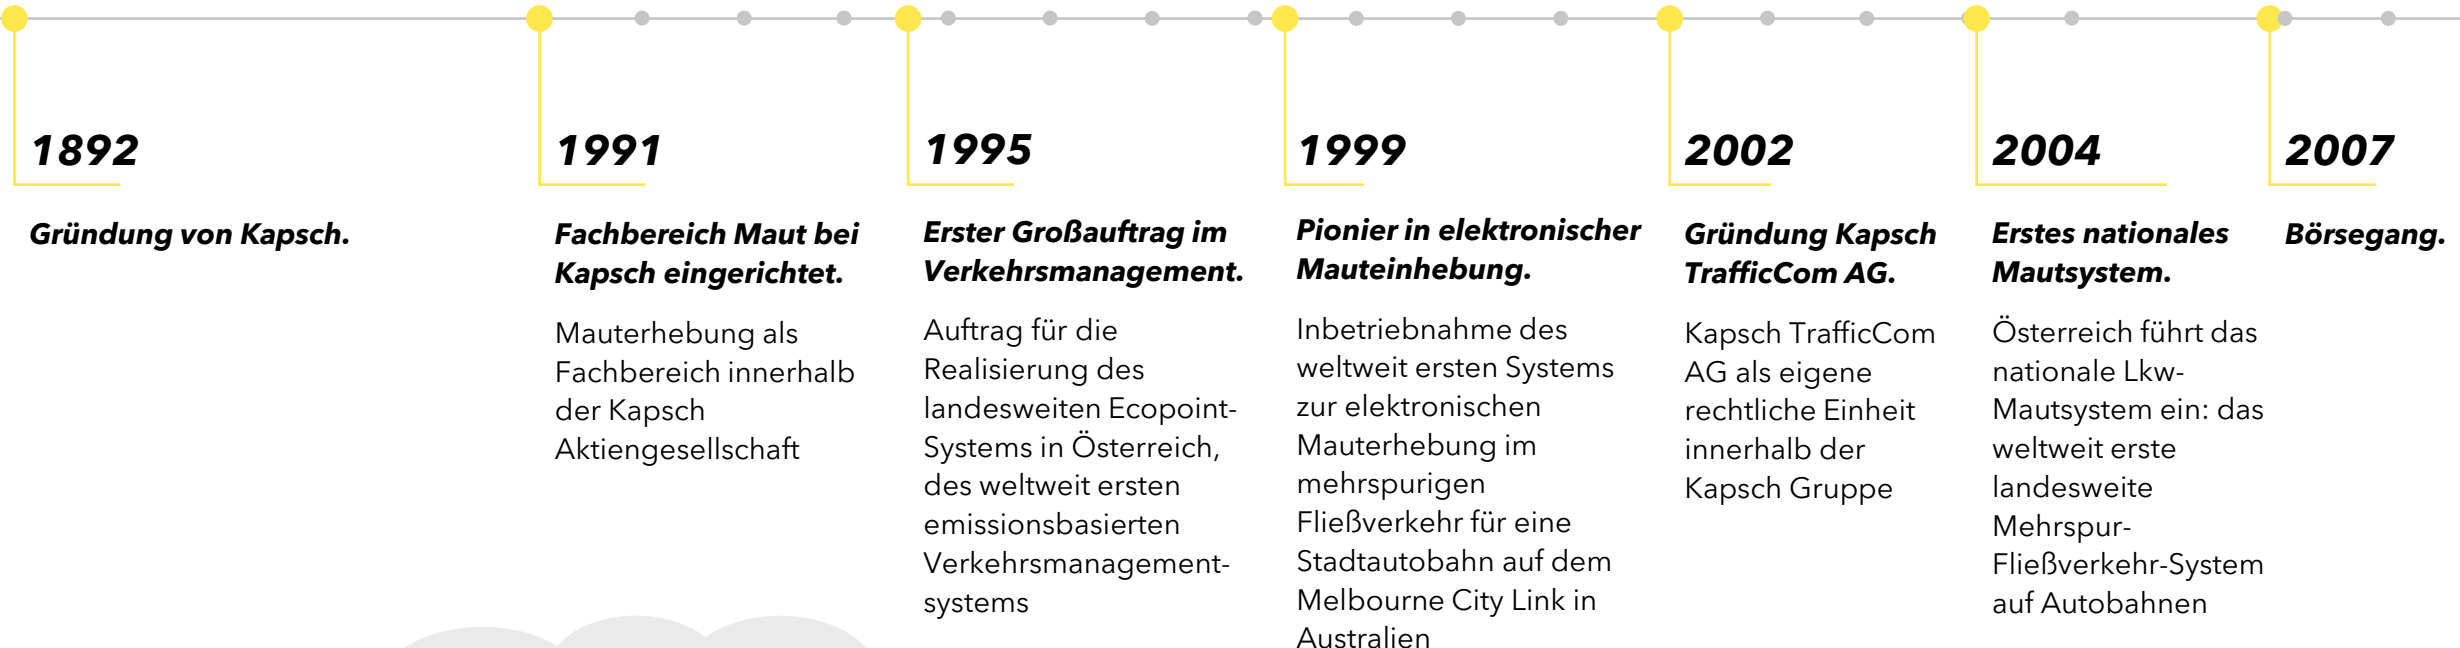 1892
Gründung von Kapsch.
1991
Fachbereich Maut bei
Kapsch eingerichtet.
Mauterhebung als
Fachbereich innerhalb
der Kapsch
Aktiengesellschaft
1995
Erster Großauftrag im
Verkehrsmanagement.
Auftrag für die
Realisierung des
landesweiten Ecopoint-
Systems in Österreich,
des weltweit ersten
emissionsbasierten
Verkehrsmanagement-
systems
1999
Pionier in elektronischer
Mauteinhebung.
Inbetriebnahme des
weltweit ersten Systems
zur elektronischen
Mauterhebung im
mehrspurigen
Fließverkehr für eine
Stadtautobahn auf dem
Melbourne City Link in
Australien
2002
Gründung Kapsch
TrafficCom AG.
Kapsch TrafficCom
AG als eigene
rechtliche Einheit
innerhalb der
Kapsch Gruppe
2004
Erstes nationales
Mautsystem.
Österreich führt das
nationale Lkw-
Mautsystem ein: das
weltweit erste
landesweite
Mehrspur-
Fließverkehr-System
auf Autobahnen
2007
Börsegang.